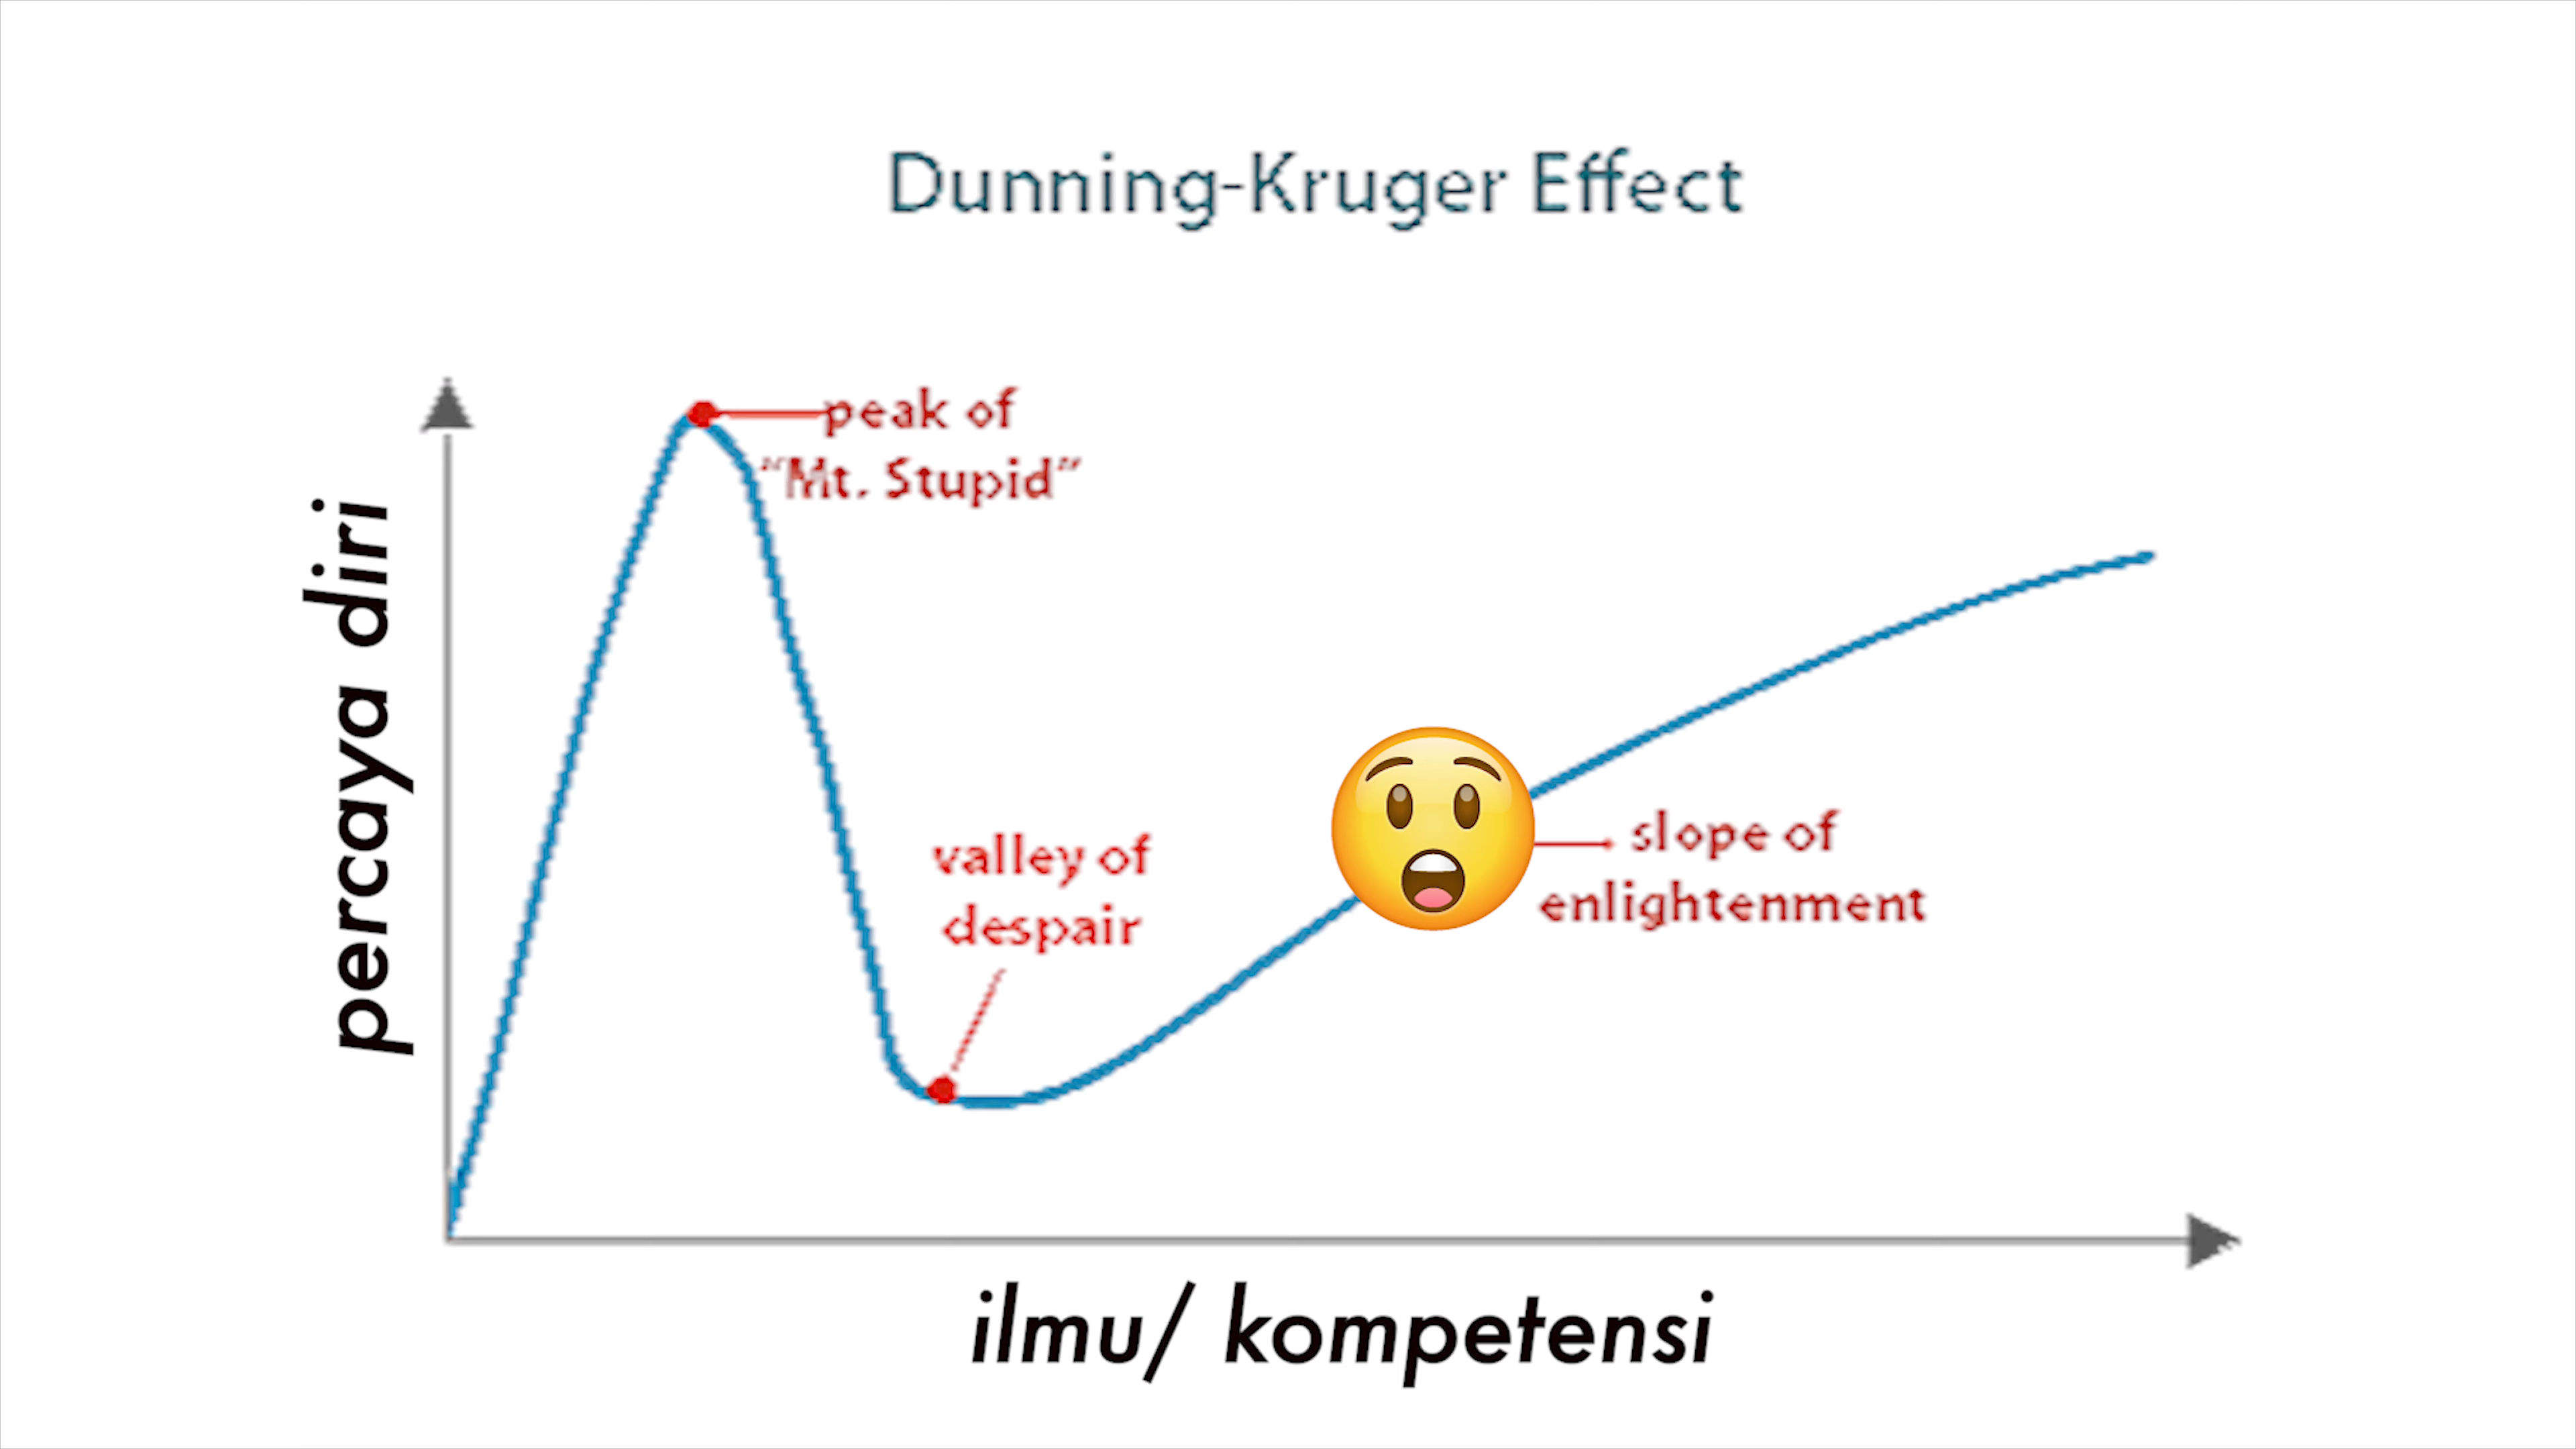 Dunning-Kruger Effect
peak of
“Mt. Stupid”
percaya diri
valley of
despair
slope of
enlightenment
ilmu/ kompetensi